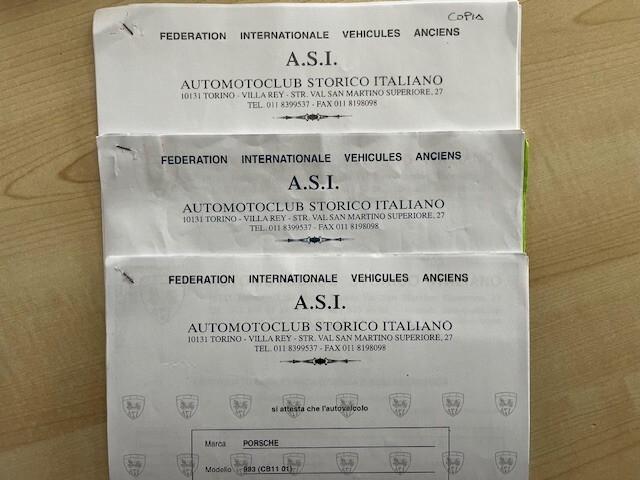 COPIA
FEDERATION INTERNATIONALE VEHICULES ANCIENS
A.S.I.
AUTOMOTOCLUB STORICO ITALIANO
10131 TORINO - VILLA REY - STR. VAL SAN MARTINO SUPERIORE, 27
TEL. 011 8399537 - FAX 011 8198098
FEDERATION INTERNATIONALE VEHICULES ANCIENS
A.S.I.
AUTOMOTOCLUB STORICO ITALIANO
10131 TORINO - VILLA REY - STR. VAL SAN MARTINO SUPERIORE, 27
TEL. 011 8399537 - FAX 011 8198098
FEDERATION INTERNATIONALE VEHICULES ANCIENS
A.S.I.
AUTOMOTOCLUB STORICO ITALIANO
10131 TORINO - VILLA REY - STR. VAL SAN MARTINO SUPERIORE, 27
TEL. 011 8399537 - FAX 011 8198098
si attesta che l'autoveicolo
Marca PORSCHE
Modello 993 (CB11 01)